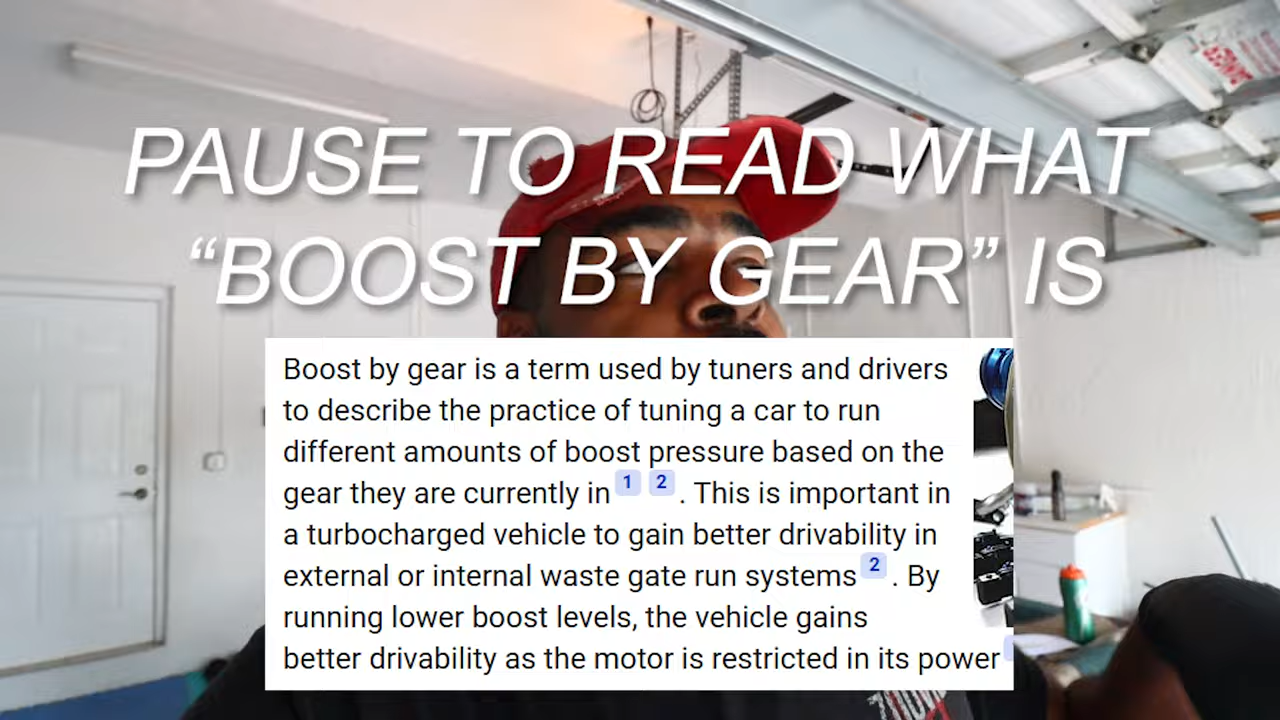 PAUSE TO READ WHAT
“BOOST BY GEAR” IS
Boost by gear is a term used by tuners and drivers
to describe the practice of tuning a car to run
different amounts of boost pressure based on the
gear they are currently in 1 2 . This is important in
a turbocharged vehicle to gain better drivability in
external or internal waste gate run systems 2 . By
running lower boost levels, the vehicle gains
better drivability as the motor is restricted in its power